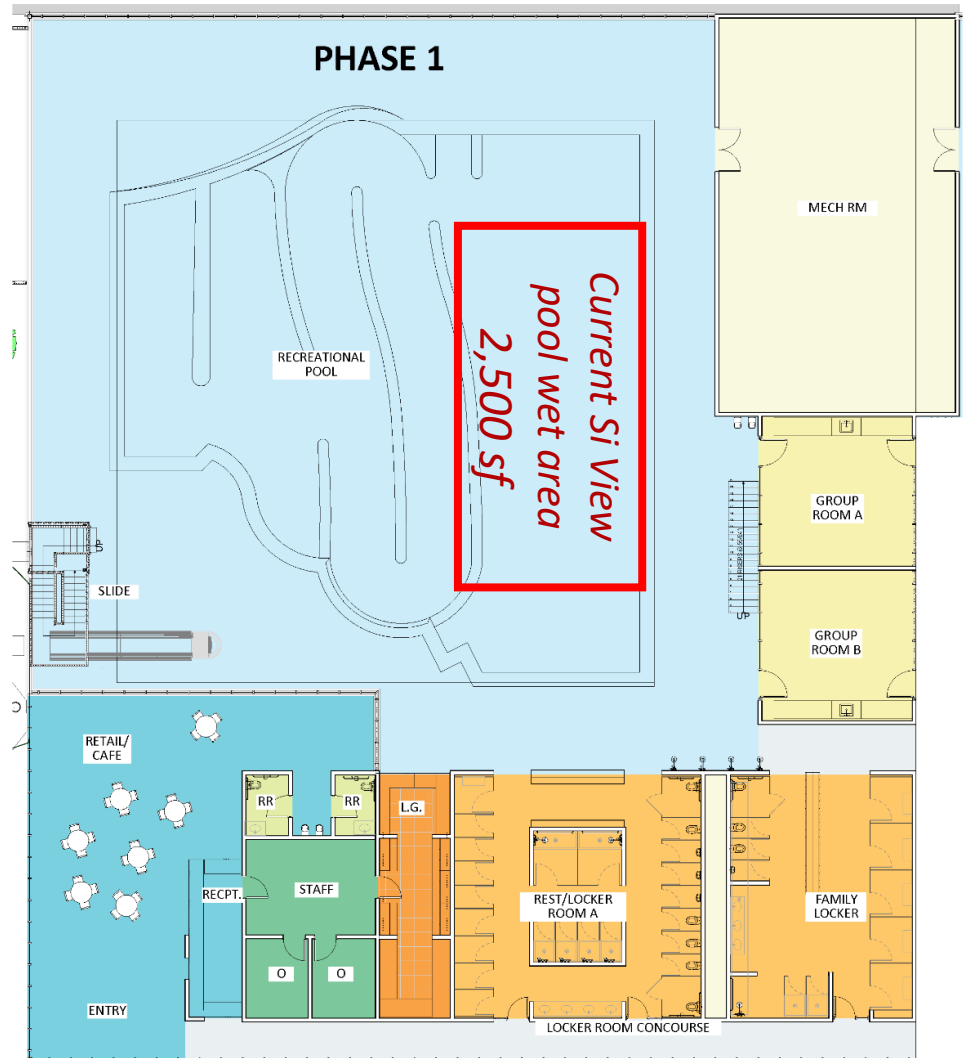 PHASE 1
MECH RM
Current Si View
pool wet area
2,500 sf
RECREATIONAL
POOL
GROUP
ROOM A
UP
SLIDE
UP
GROUP
ROOM B
RETAIL/
CAFE
RR
RR
L.G.
RECPT.
STAFF
REST/LOCKER
ROOM A
FAMILY
LOCKER
O
O
ENTRY
LOCKER ROOM CONCOURSE